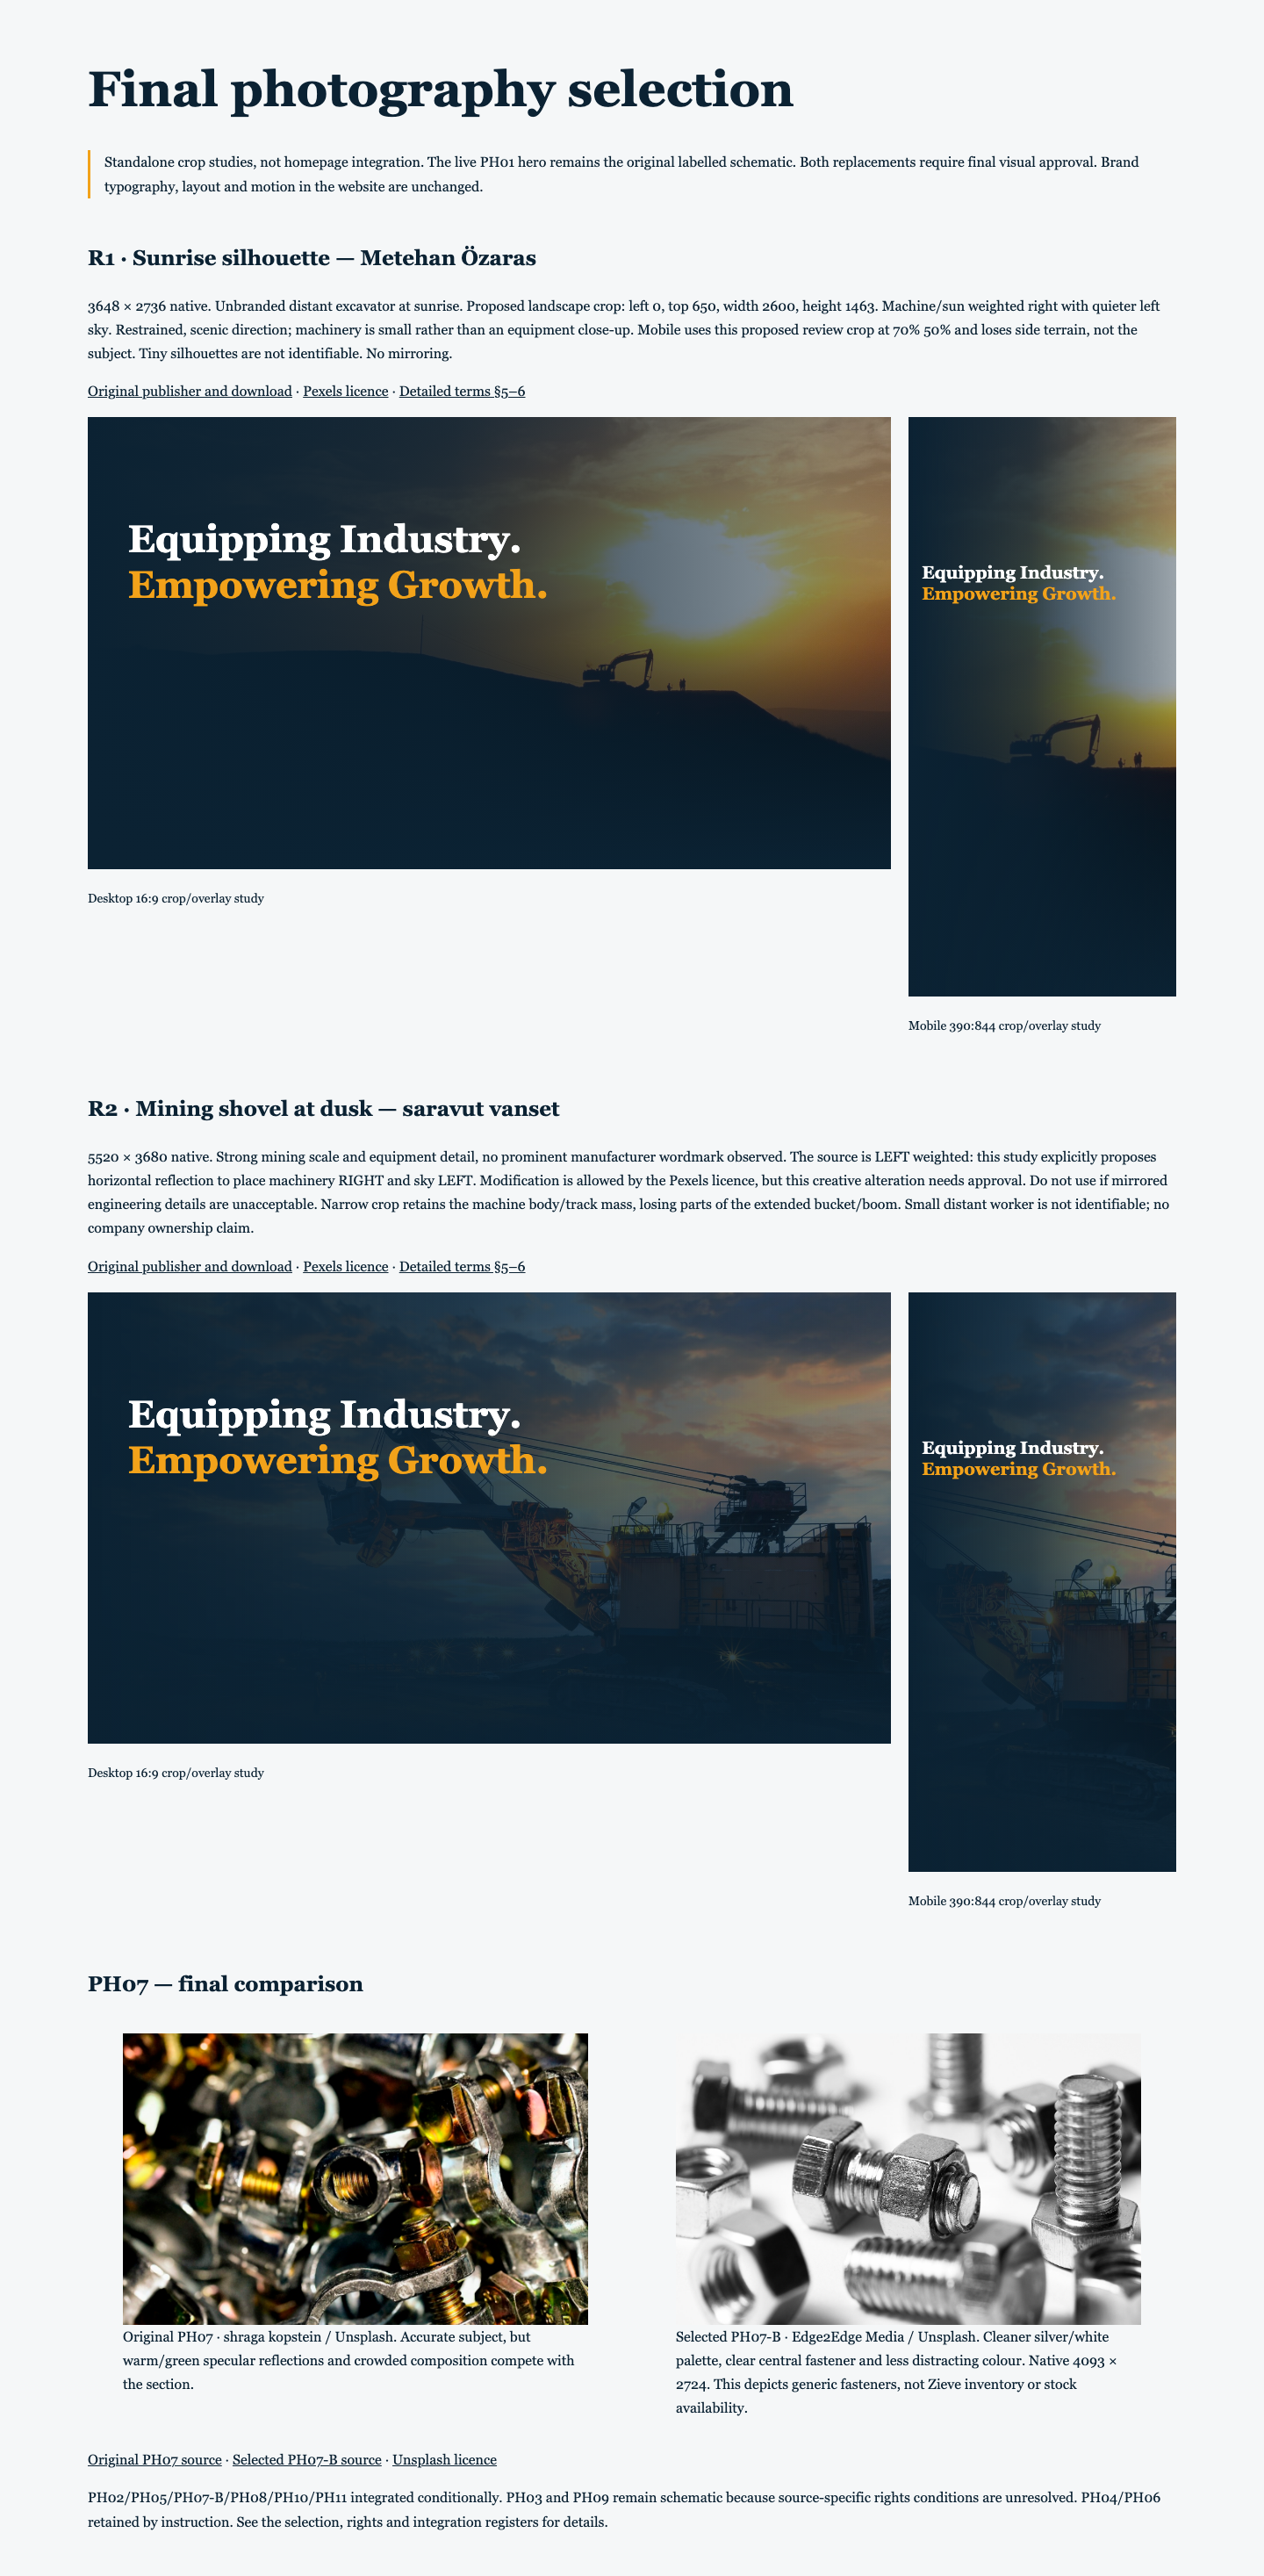 Final photography selection
Standalone crop studies, not homepage integration. The live PH01 hero remains the original labelled schematic. Both replacements require final visual approval. Brand
typography, layout and motion in the website are unchanged.
R1 · Sunrise silhouette — Metehan Özaras
3648 × 2736 native. Unbranded distant excavator at sunrise. Proposed landscape crop: left 0, top 650, width 2600, height 1463. Machine/sun weighted right with quieter left
sky. Restrained, scenic direction; machinery is small rather than an equipment close-up. Mobile uses this proposed review crop at 70% 50% and loses side terrain, not the
subject. Tiny silhouettes are not identifiable. No mirroring.
Original publisher and download · Pexels licence · Detailed terms §5–6
Equipping Industry.
Empowering Growth.
Equipping Industry.
Empowering Growth.
Desktop 16:9 crop/overlay study
Mobile 390:844 crop/overlay study
R2 · Mining shovel at dusk — saravut vanset
5520 × 3680 native. Strong mining scale and equipment detail, no prominent manufacturer wordmark observed. The source is LEFT weighted: this study explicitly proposes
horizontal reflection to place machinery RIGHT and sky LEFT. Modification is allowed by the Pexels licence, but this creative alteration needs approval. Do not use if mirrored
engineering details are unacceptable. Narrow crop retains the machine body/track mass, losing parts of the extended bucket/boom. Small distant worker is not identifiable; no
company ownership claim.
Original publisher and download · Pexels licence · Detailed terms §5–6
Equipping Industry.
Empowering Growth.
Equipping Industry.
Empowering Growth.
Desktop 16:9 crop/overlay study
Mobile 390:844 crop/overlay study
PH07 — final comparison
Original PH07 · shraga kopstein / Unsplash. Accurate subject, but
warm/green specular reflections and crowded composition compete with
the section.
Selected PH07-B · Edge2Edge Media / Unsplash. Cleaner silver/white
palette, clear central fastener and less distracting colour. Native 4093 ×
2724. This depicts generic fasteners, not Zieve inventory or stock
availability.
Original PH07 source · Selected PH07-B source · Unsplash licence
PH02/PH05/PH07-B/PH08/PH10/PH11 integrated conditionally. PH03 and PH09 remain schematic because source-specific rights conditions are unresolved. PH04/PH06
retained by instruction. See the selection, rights and integration registers for details.